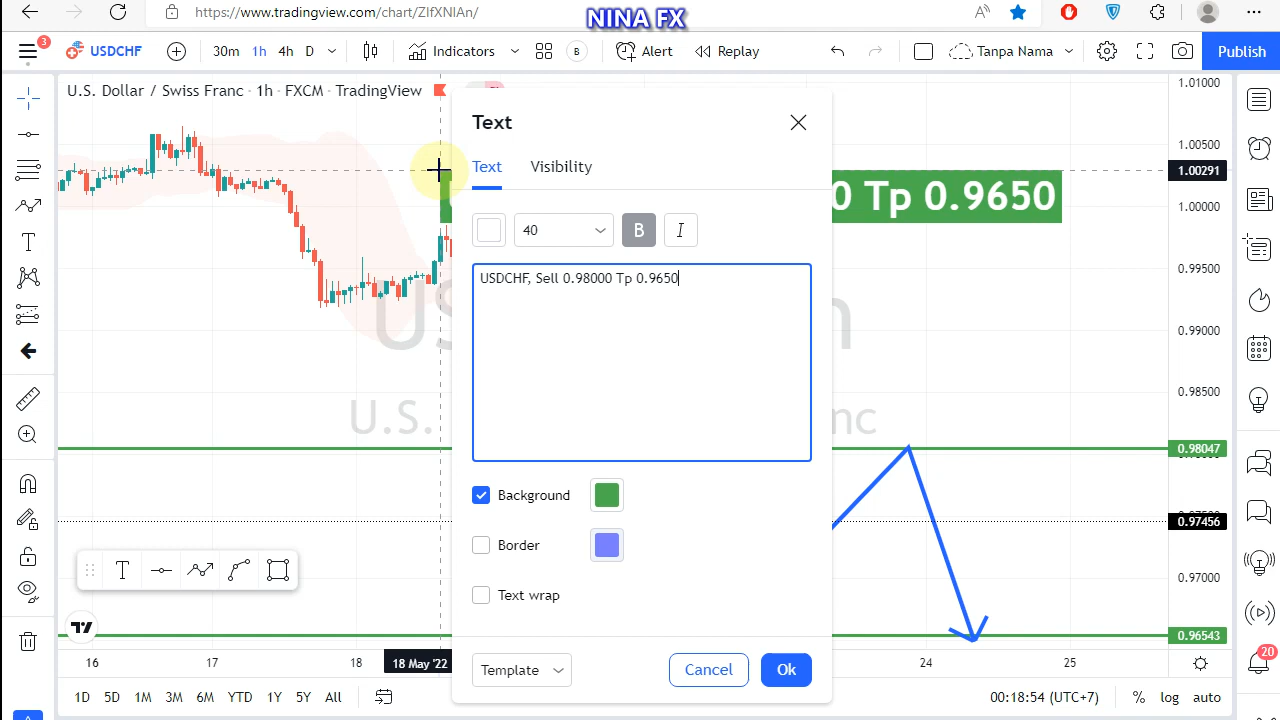 https://www.tradingview.com/chart/ZIfXNIAn/
NINA FX
3
USDCHF
30m 1h 4h D
Indicators
B
Alert
Replay
Tanpa Nama
Publish
U.S. Dollar / Swiss Franc · 1h · FXCM · TradingView
1.01000
1.00500
1.00291
1.00000
0.99500
0.99000
0.98500
0.98047
0.97456
0.97000
0.96543
Text
Text Visibility
40
B
I
USDCHF, Sell 0.98000 Tp 0.9650
0 Tp 0.9650
U.S.
Background
Border
Text wrap
Template
Cancel
Ok
16 17 18 18 May '22 24 25
1D 5D 1M 3M 6M YTD 1Y 5Y All
00:18:54 (UTC+7)
% log auto
20